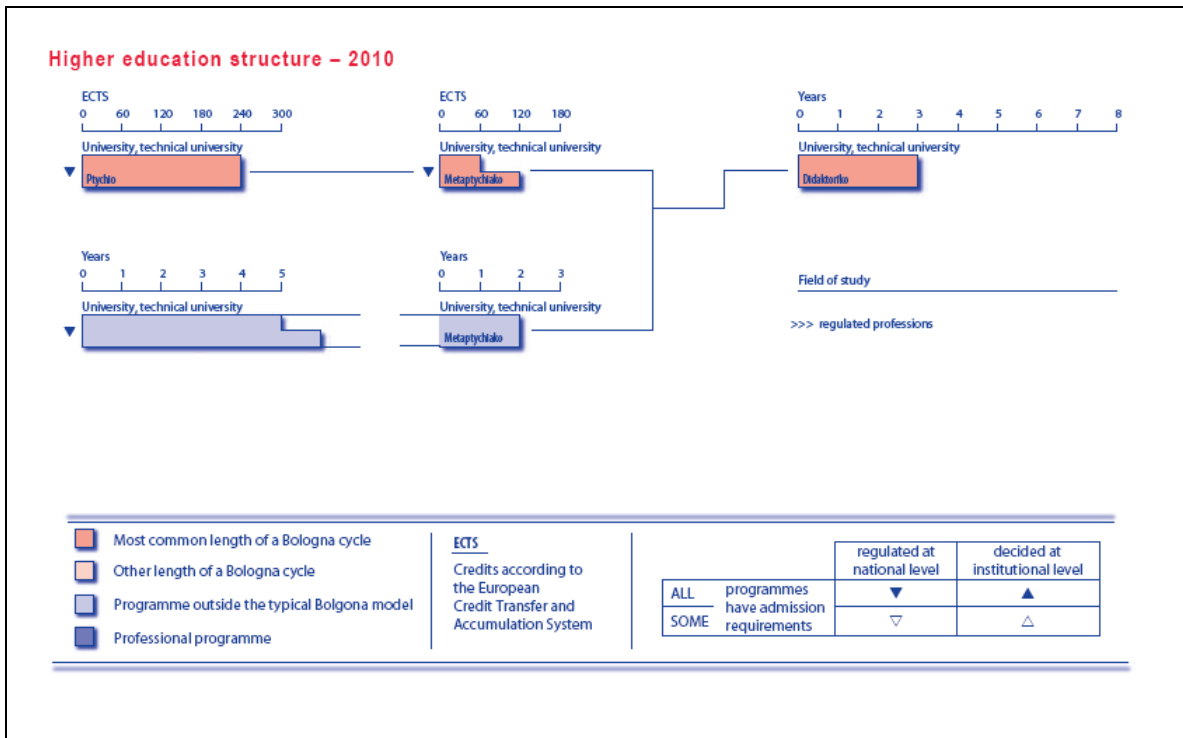 Higher education structure – 2010
ECTS
0 60 120 180 240 300
University, technical university
Ptychio
ECTS
0 60 120 180
University, technical university
Metaptychiako
Years
0 1 2 3 4 5 6 7 8
University, technical university
Didaktoriko
Years
0 1 2 3 4 5
University, technical university
Years
0 1 2 3
University, technical university
Metaptychiako
Field of study
>>> regulated professions
Most common length of a Bologna cycle
Other length of a Bologna cycle
Programme outside the typical Bolgona model
Professional programme
ECTS
Credits according to
the European
Credit Transfer and
Accumulation System
regulated at
national level
decided at
institutional level
ALL
SOME
programmes
have admission
requirements